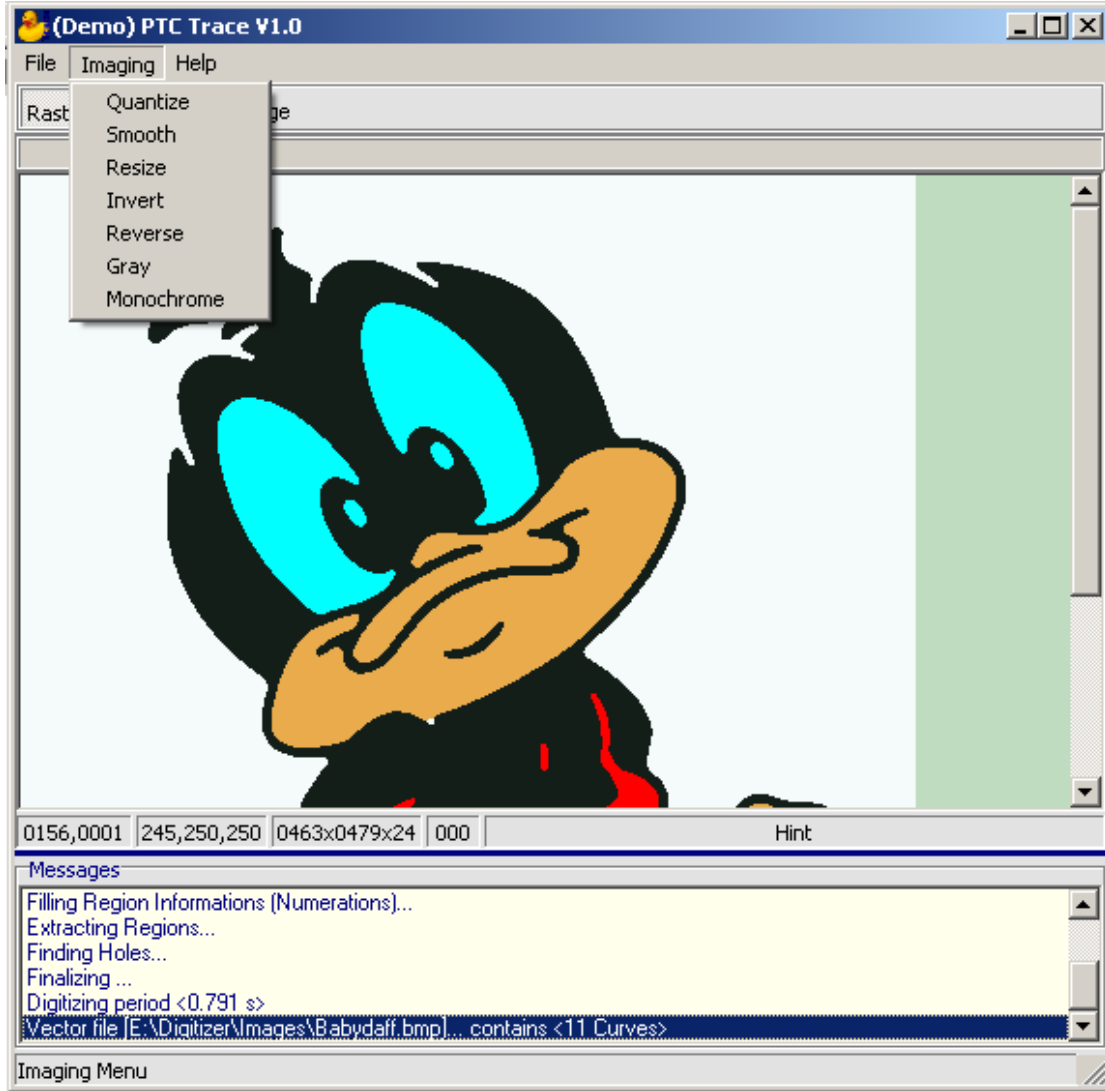 (Demo) PTC Trace V1.0
File Imaging Help
Quantize
Smooth
Resize
Invert
Reverse
Gray
Monochrome
0156,0001 245,250,250 0463x0479x24 000 Hint
Messages
Filling Region Informations (Numerations)...
Extracting Regions...
Finding Holes...
Finalizing ...
Digitizing period <0.791 s>
Vector file [E:\Digitizer\Images\Babydaff.bmp]... contains <11 Curves>
Imaging Menu